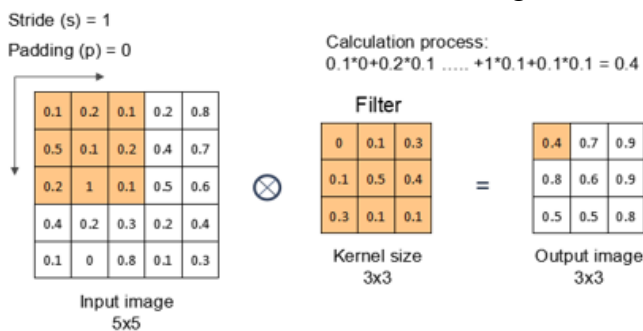 Stride (s) = 1
Padding (p) = 0
Calculation process:
0.1*0+0.2*0.1 ..... +1*0.1+0.1*0.1 = 0.4
Filter
0.1 0.2 0.1 0.2 0.8
0.5 0.1 0.2 0.4 0.7
0.2 1 0.1 0.5 0.6
0.4 0.2 0.3 0.2 0.4
0.1 0 0.8 0.1 0.3
Input image
5x5
⊗
0 0.1 0.3
0.1 0.5 0.4
0.3 0.1 0.1
Kernel size
3x3
=
0.4 0.7 0.9
0.8 0.6 0.9
0.5 0.5 0.8
Output image
3x3